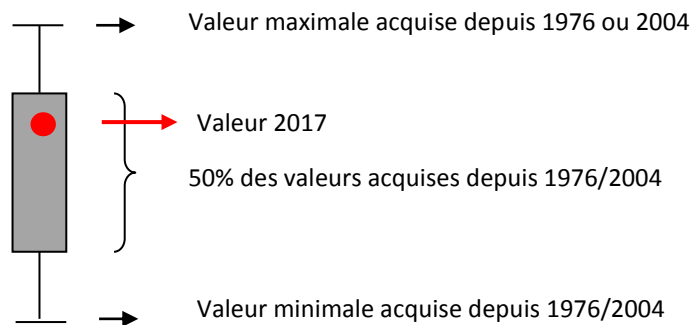 Valeur maximale acquise depuis 1976 ou 2004
Valeur 2017
50% des valeurs acquises depuis 1976/2004
Valeur minimale acquise depuis 1976/2004